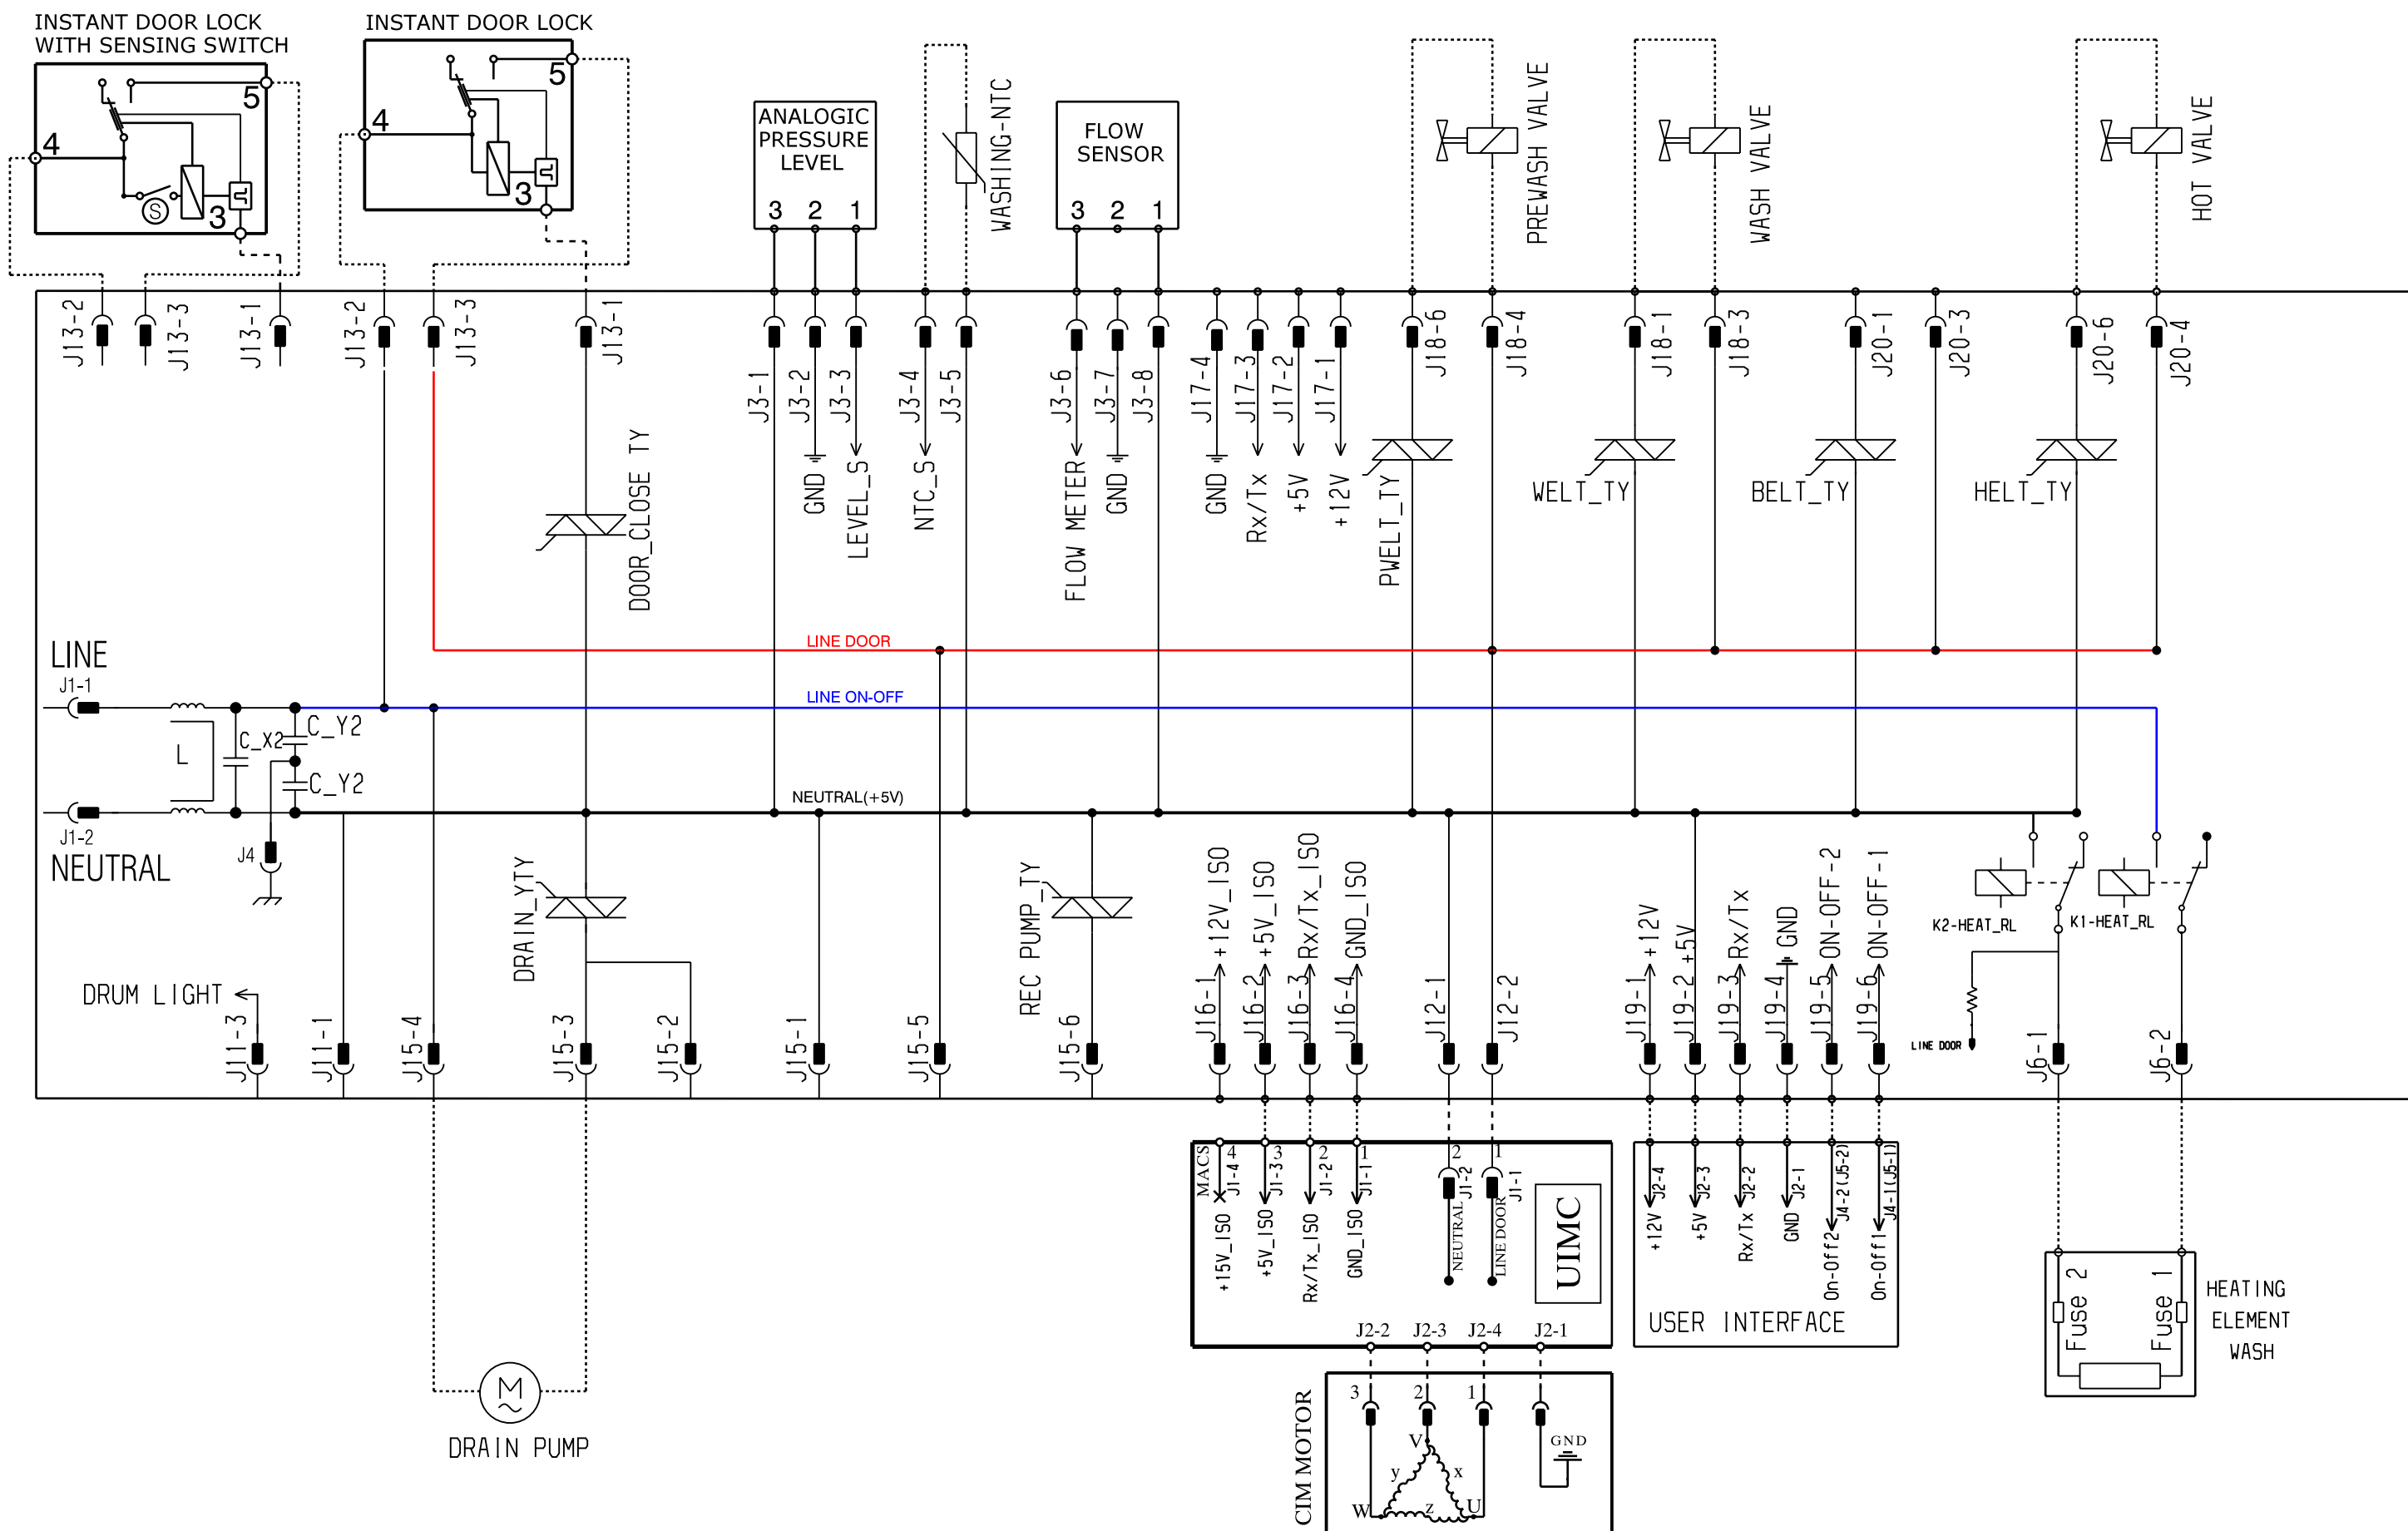 INSTANT DOOR LOCK
WITH SENSING SWITCH
INSTANT DOOR LOCK
5
4
S
3
5
4
3
ANALOGIC
PRESSURE
LEVEL
3 2 1
WASHING-NTC
FLOW
SENSOR
3 2 1
PREWASH VALVE
WASH VALVE
HOT VALVE
J13-2
J13-3
J13-1
J13-2
J13-3
J13-1
J3-1
J3-2
J3-3
J3-4
J3-5
J3-6
J3-7
J3-8
J17-4
J17-3
J17-2
J17-1
J18-6
J18-4
J18-1
J18-3
J20-1
J20-3
J20-6
J20-4
DOOR_CLOSE TY
GND
LEVEL_S
NTC_S
FLOW METER
GND
GND
Rx/Tx
+5V
+12V
PWELT_TY
WELT_TY
BELT_TY
HELT_TY
LINE DOOR
LINE
J1-1
LINE ON-OFF
L
C_X2
C_Y2
C_Y2
NEUTRAL(+5V)
J1-2
NEUTRAL
J4
DRAIN_YTY
REC PUMP_TY
+12V_ISO
+5V_ISO
Rx/Tx_ISO
GND_ISO
+12V
+5V
Rx/Tx
GND
ON-OFF-2
ON-OFF-1
K2-HEAT_RL
K1-HEAT_RL
LINE DOOR
DRUM LIGHT
J11-3
J11-1
J15-4
J15-3
J15-2
J15-1
J15-5
J15-6
J16-1
J16-2
J16-3
J16-4
J12-1
J12-2
J19-1
J19-2
J19-3
J19-4
J19-5
J19-6
J6-1
J6-2
MACS
4 3 2 1 2 1
J1-4
J1-3
J1-2
J1-1
J1-2
J1-1
+15V_ISO
+5V_ISO
Rx/Tx_ISO
GND_ISO
NEUTRAL
LINE DOOR
UIMC
J2-2 J2-3 J2-4 J2-1
J2-4
J2-3
J2-2
J2-1
J4-2(J5-2)
J4-1(J5-1)
+12V
+5V
Rx/Tx
GND
On-Off2
On-Off1
USER INTERFACE
Fuse 2
Fuse 1
HEATING
ELEMENT
WASH
M
DRAIN PUMP
CIM MOTOR
3 2 1
V
y x
W z U
GND